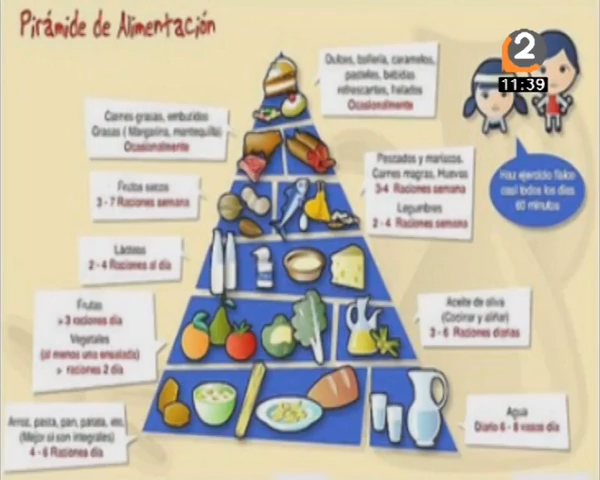 Pirámide de Alimentación
2
11:39
Dulces, bollería, caramelos,
pasteles, bebidas
refrescantes, helados
Ocasionalmente
Carnes grasas, embutidos
Grasas ( Margarina, mantequilla)
Ocasionalmente
Haz ejercicio físico
casi todos los días
60 minutos
Pescados y mariscos.
Carnes magras, Huevos
3-4 Raciones semana
Legumbres
2 - 4 Raciones semana
Frutos secos
3 - 7 Raciones semana
Lácteos
2 - 4 Raciones al día
Frutas
> 3 raciones día
Vegetales
(al menos una ensalada)
> raciones 2 día
Aceite de oliva
(Cocinar y aliñar)
3 - 6 Raciones diarias
Arroz, pasta, pan, patata, etc.
(Mejor si son integrales)
4 - 6 Raciones día
Agua
Diario 6 - 8 vasos día